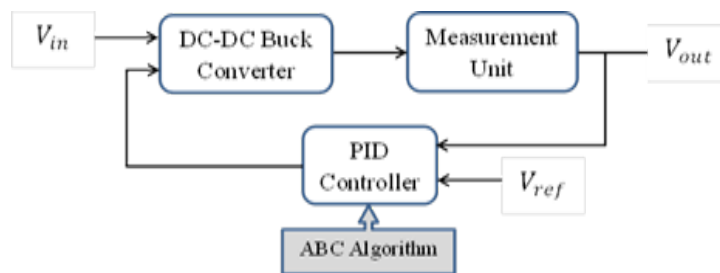 V_in
DC-DC Buck
Converter
Measurement
Unit
V_out
PID
Controller
V_ref
ABC Algorithm